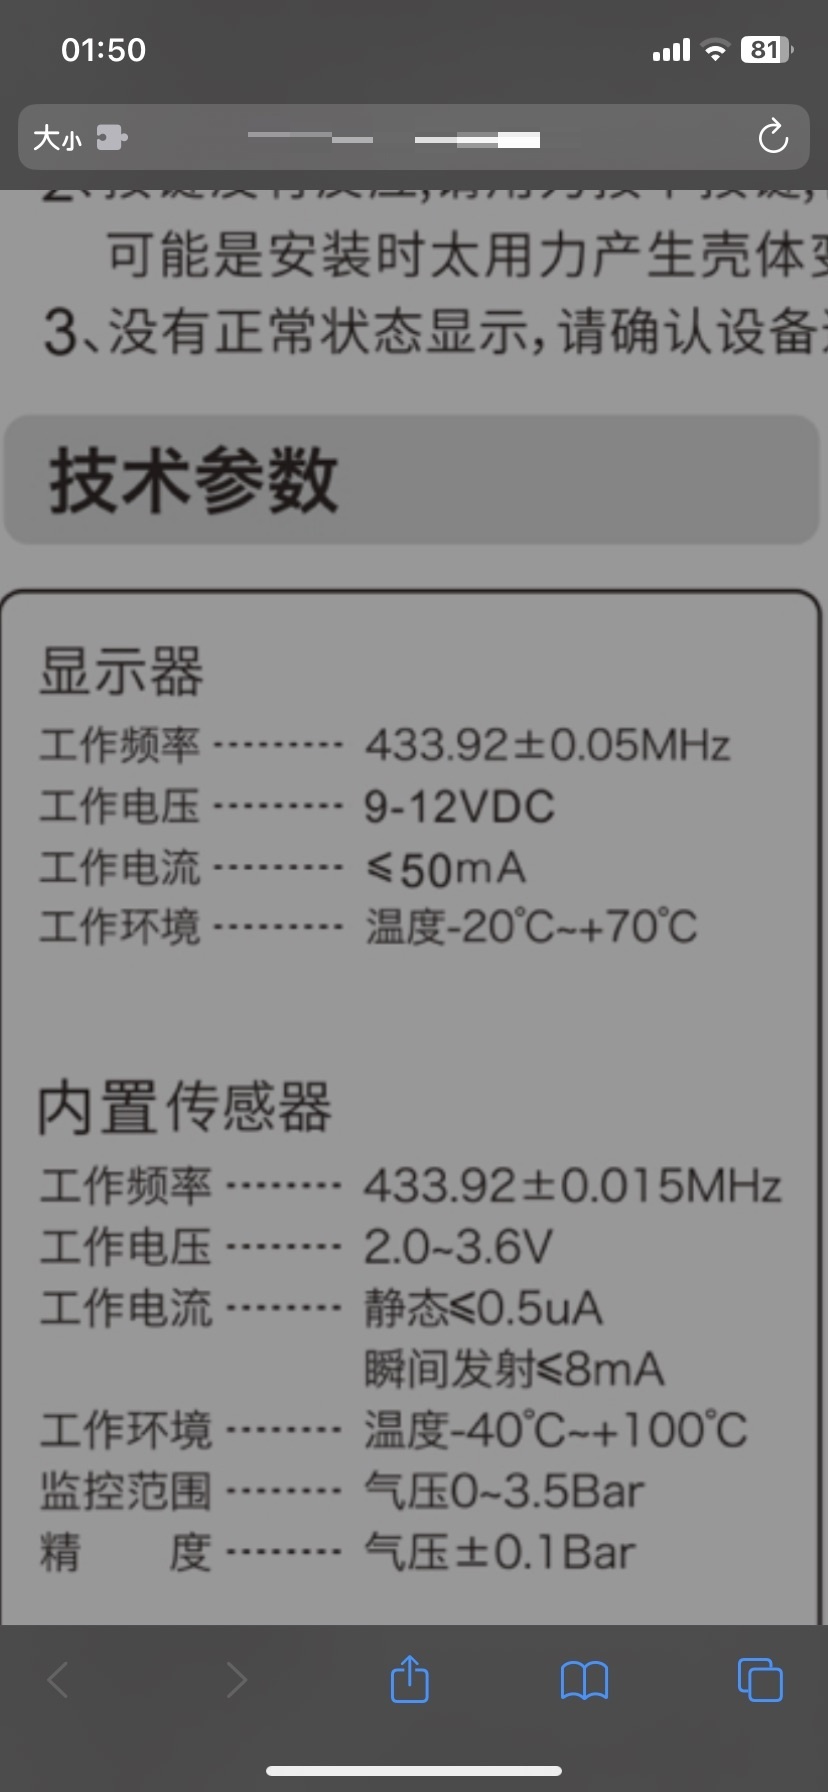 01:50
81
大小
可能是安装时太用力产生壳体变
3、没有正常状态显示,请确认设备
技术参数
显示器
工作频率 --------- 433.92±0.05MHz
工作电压 --------- 9-12VDC
工作电流 --------- ≤50mA
工作环境 --------- 温度-20℃~+70℃
内置传感器
工作频率 -------- 433.92±0.015MHz
工作电压 -------- 2.0~3.6V
工作电流 -------- 静态≤0.5uA
瞬间发射≤8mA
工作环境 -------- 温度-40℃~+100℃
监控范围 -------- 气压0~3.5Bar
精 度 -------- 气压±0.1Bar